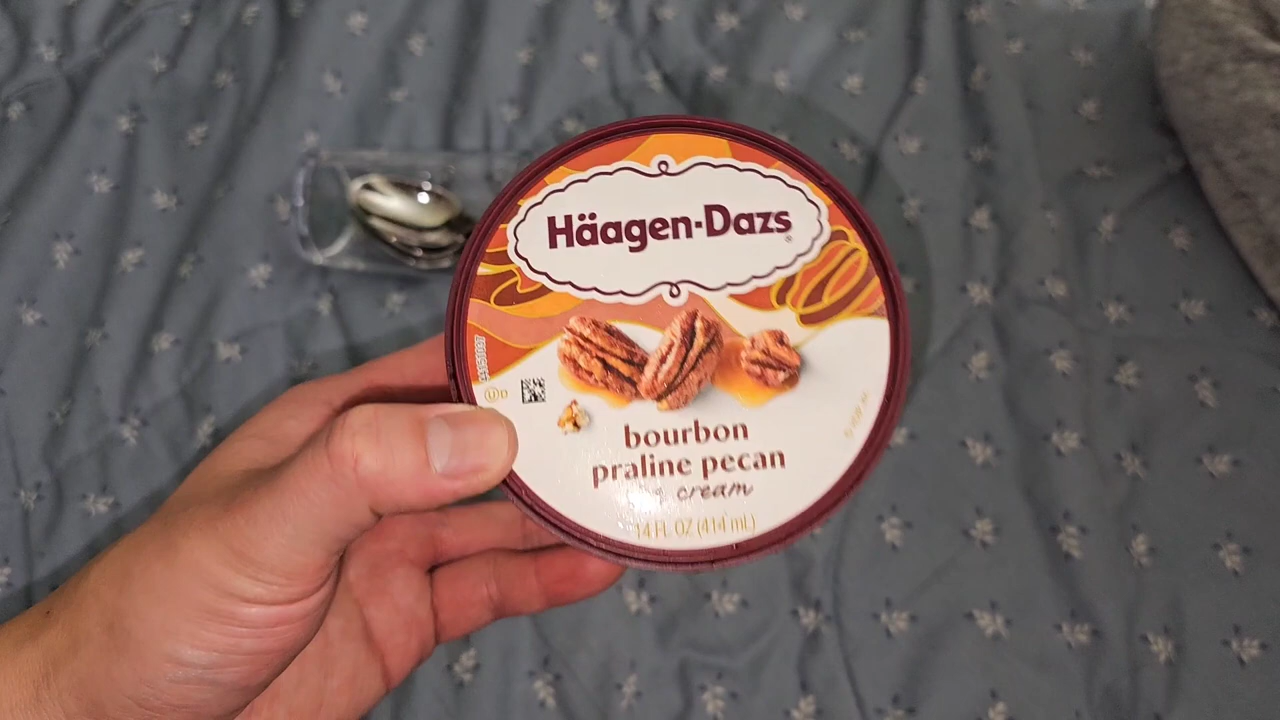 Häagen-Dazs
bourbon
praline pecan
cream
14 FL OZ (414 mL)